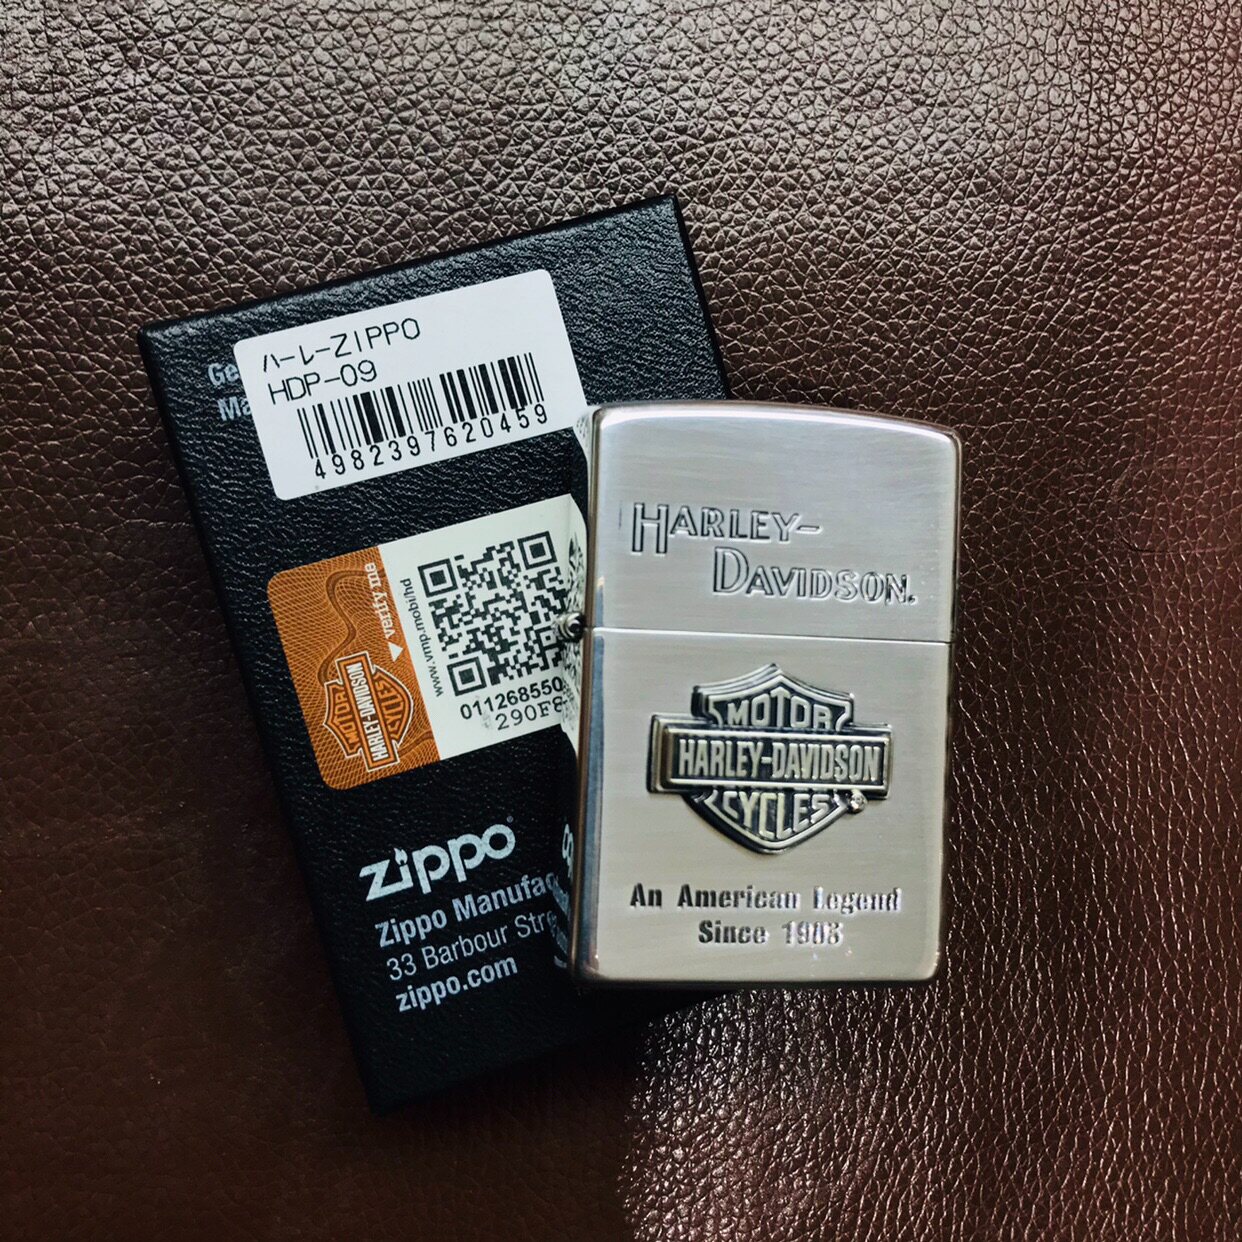 ハーレーZIPPO
HDP-09
4982397620459
verify me
www.vmp.mobi/hd
MOTOR
HARLEY-DAVIDSON
CYCLES
011268550
290F8
zippo
Zippo
33 Barbour
zippo.com
HARLEY-
DAVIDSON.
MOTOR
HARLEY-DAVIDSON
CYCLES
An American Legend
Since 1903